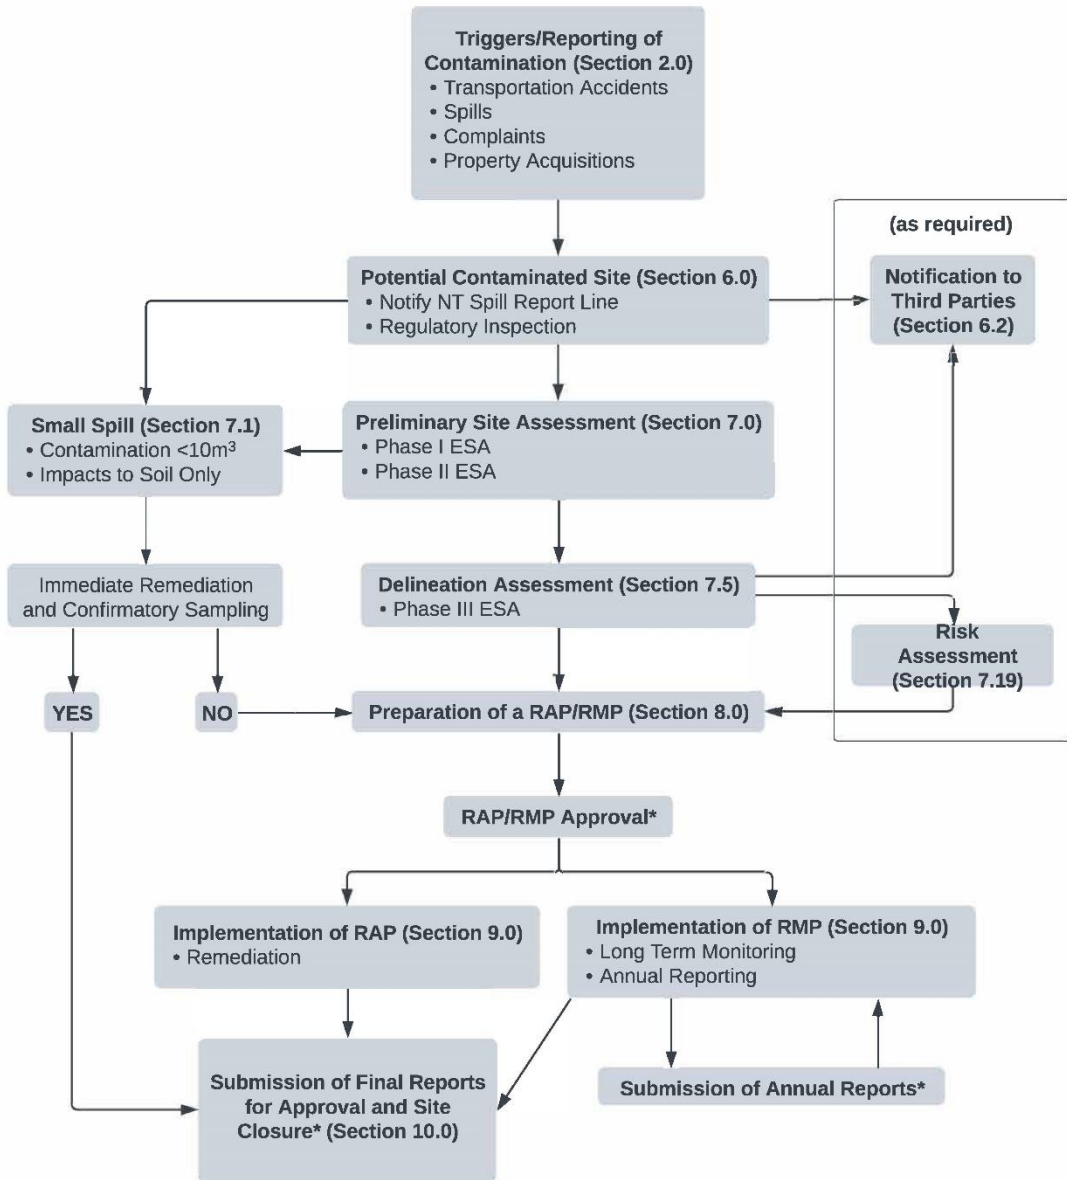 Triggers/Reporting of
Contamination (Section 2.0)
• Transportation Accidents
• Spills
• Complaints
• Property Acquisitions
(as required)
Potential Contaminated Site (Section 6.0)
• Notify NT Spill Report Line
• Regulatory Inspection
Notification to
Third Parties
(Section 6.2)
Small Spill (Section 7.1)
• Contamination <10m³
• Impacts to Soil Only
Preliminary Site Assessment (Section 7.0)
• Phase I ESA
• Phase II ESA
Immediate Remediation
and Confirmatory Sampling
Delineation Assessment (Section 7.5)
• Phase III ESA
Risk
Assessment
(Section 7.19)
YES
NO
Preparation of a RAP/RMP (Section 8.0)
RAP/RMP Approval*
Implementation of RAP (Section 9.0)
• Remediation
Implementation of RMP (Section 9.0)
• Long Term Monitoring
• Annual Reporting
Submission of Final Reports
for Approval and Site
Closure* (Section 10.0)
Submission of Annual Reports*